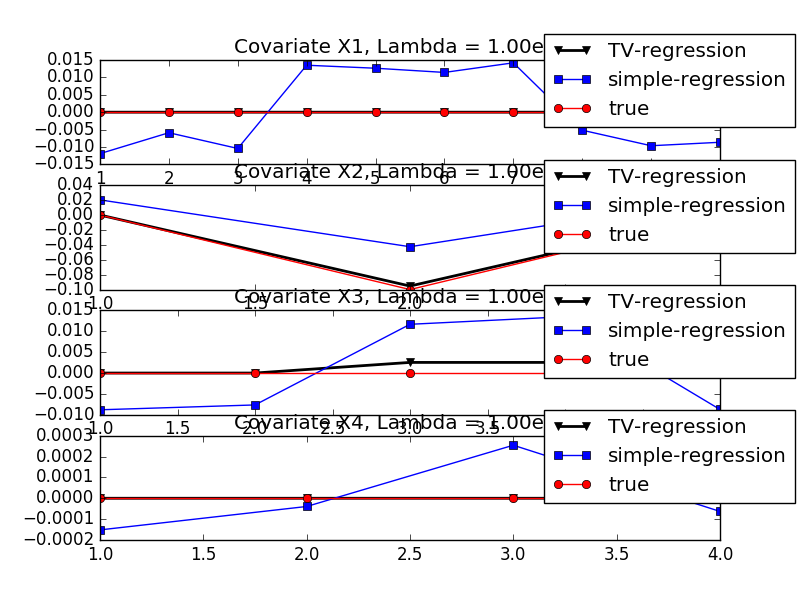 Covariate X1, Lambda = 1.00e
TV-regression
simple-regression
true
0.015
0.010
0.005
0.000
−0.005
−0.010
−0.015
1 2 3 4 5 6 7
Covariate X2, Lambda = 1.00e
TV-regression
simple-regression
true
0.04
0.02
0.00
−0.02
−0.04
−0.06
−0.08
−0.10
1.0 1.5 2.0
Covariate X3, Lambda = 1.00e
TV-regression
simple-regression
true
0.015
0.010
0.005
0.000
−0.005
−0.010
1.0 1.5 2.0 2.5 3.0 3.5
Covariate X4, Lambda = 1.00e
TV-regression
simple-regression
true
0.0003
0.0002
0.0001
0.0000
−0.0001
−0.0002
1.0 1.5 2.0 2.5 3.0 3.5 4.0